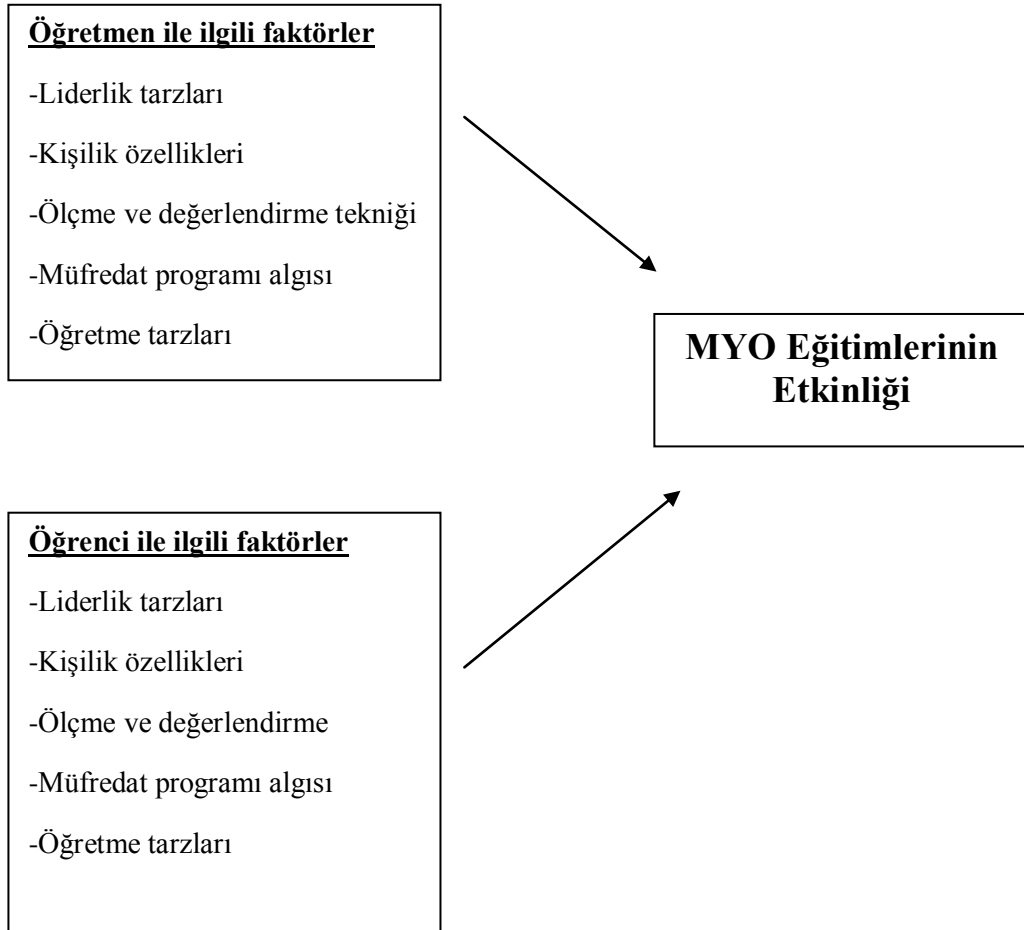 Öğretmen ile ilgili faktörler
-Liderlik tarzları
-Kişilik özellikleri
-Ölçme ve değerlendirme tekniği
-Müfredat programı algısı
-Öğretme tarzları
MYO Eğitimlerinin
Etkinliği
Öğrenci ile ilgili faktörler
-Liderlik tarzları
-Kişilik özellikleri
-Ölçme ve değerlendirme
-Müfredat programı algısı
-Öğretme tarzları